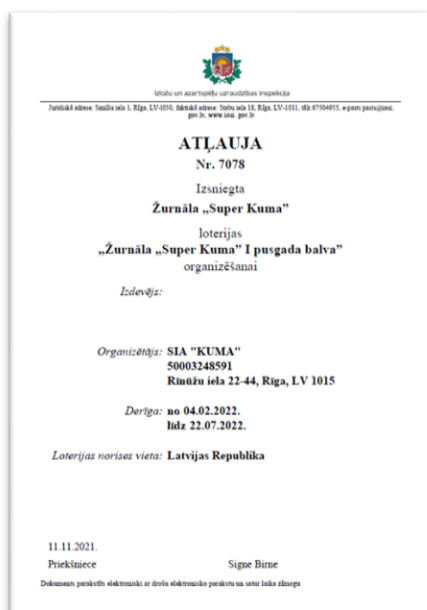 Izložu un azartspēļu uzraudzības inspekcija
Juridiskā adrese: Smilšu iela 1, Rīga, LV-1050, faktiskā adrese: Stabu iela 18, Rīga, LV-1011, tālr. 67504955, e-pasts
gov.lv, www.iaui. gov.lv
ATĻAUJA
Nr. 7078
Izsniegta
Žurnāla „Super Kuma”
loterijas
„Žurnāla „Super Kuma” I pusgada balva”
organizēšanai
Izdevējs:
Organizētājs: SIA "KUMA"
50003248591
Rīnūžu iela 22-44, Rīga, LV 1015
Derīga: no 04.02.2022.
līdz 22.07.2022.
Loterijas norises vieta: Latvijas Republika
11.11.2021.
Priekšniece Signe Birne
Dokuments parakstīts elektroniski ar drošu elektronisko parakstu un satur laika zīmogu